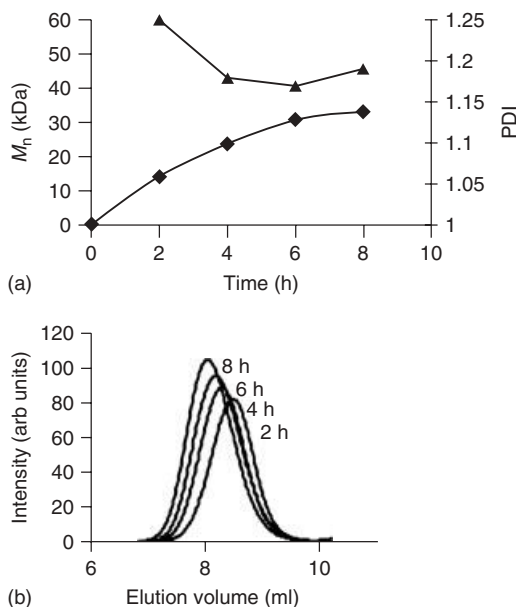 60
50
40
30
20
10
0
Mn (kDa)
1.25
1.2
1.15
1.1
1.05
1
PDI
0 2 4 6 8 10
Time (h)
(a)
120
100
80
60
40
20
0
Intensity (arb units)
8 h
6 h
4 h
2 h
6 8 10
Elution volume (ml)
(b)